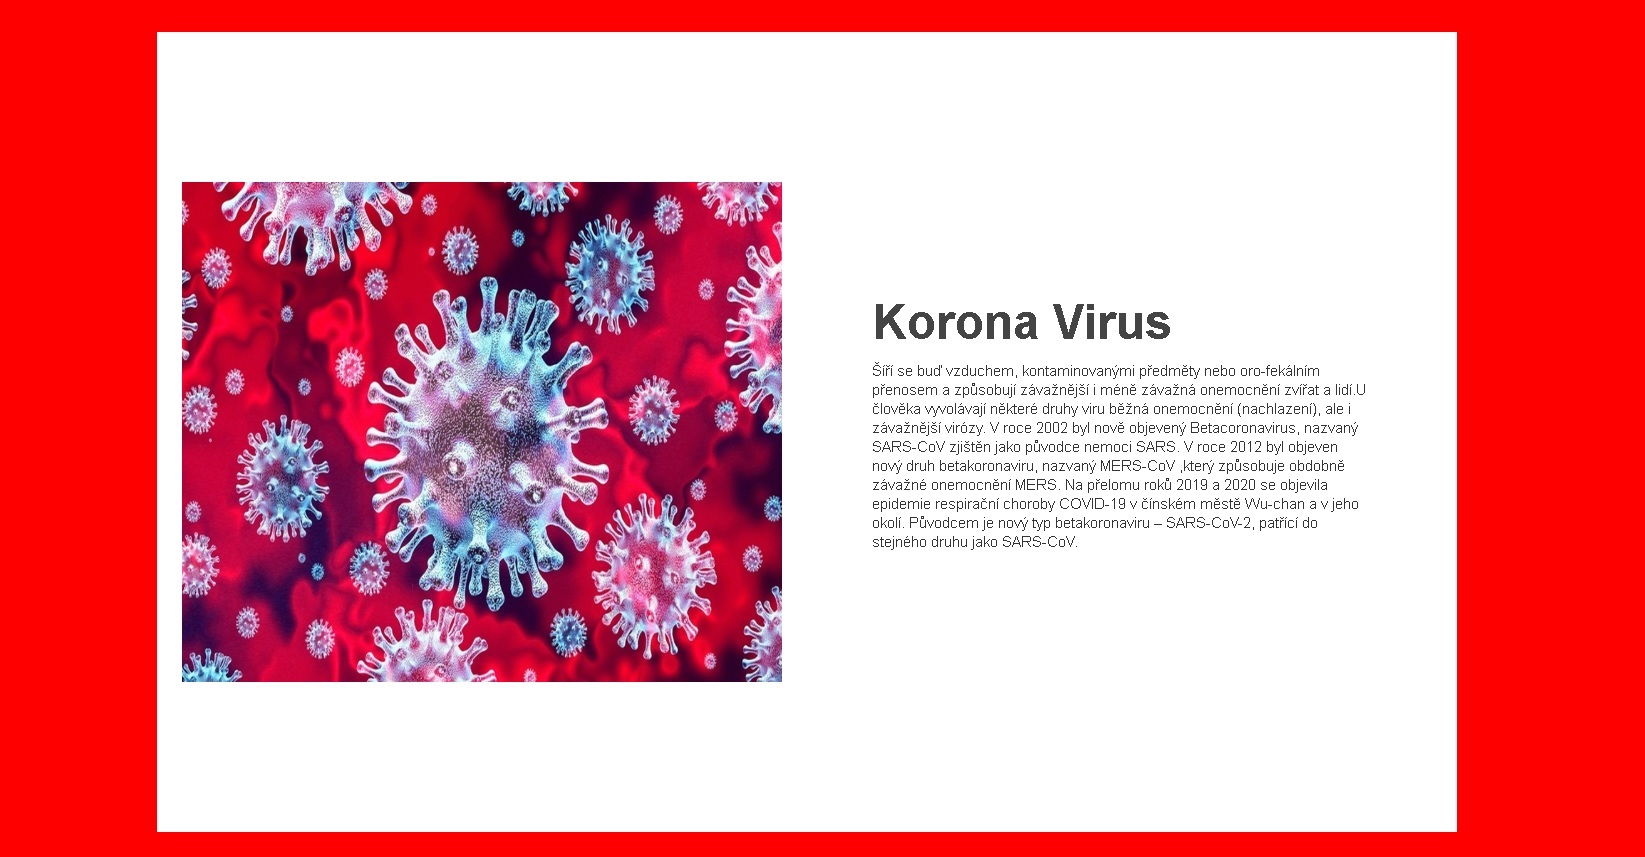 Korona Virus
Šíří se buď vzduchem, kontaminovanými předměty nebo oro-fekálním
přenosem a způsobují závažnější i méně závažná onemocnění zvířat a lidí.U
člověka vyvolávají některé druhy viru běžná onemocnění (nachlazení), ale i
závažnější virózy. V roce 2002 byl nově objevený Betacoronavirus, nazvaný
SARS-CoV zjištěn jako původce nemoci SARS. V roce 2012 byl objeven
nový druh betakoronaviru, nazvaný MERS-CoV ,který způsobuje obdobně
závažné onemocnění MERS. Na přelomu roků 2019 a 2020 se objevila
epidemie respirační choroby COVID-19 v čínském městě Wu-chan a v jeho
okolí. Původcem je nový typ betakoronaviru – SARS-CoV-2, patřící do
stejného druhu jako SARS-CoV.